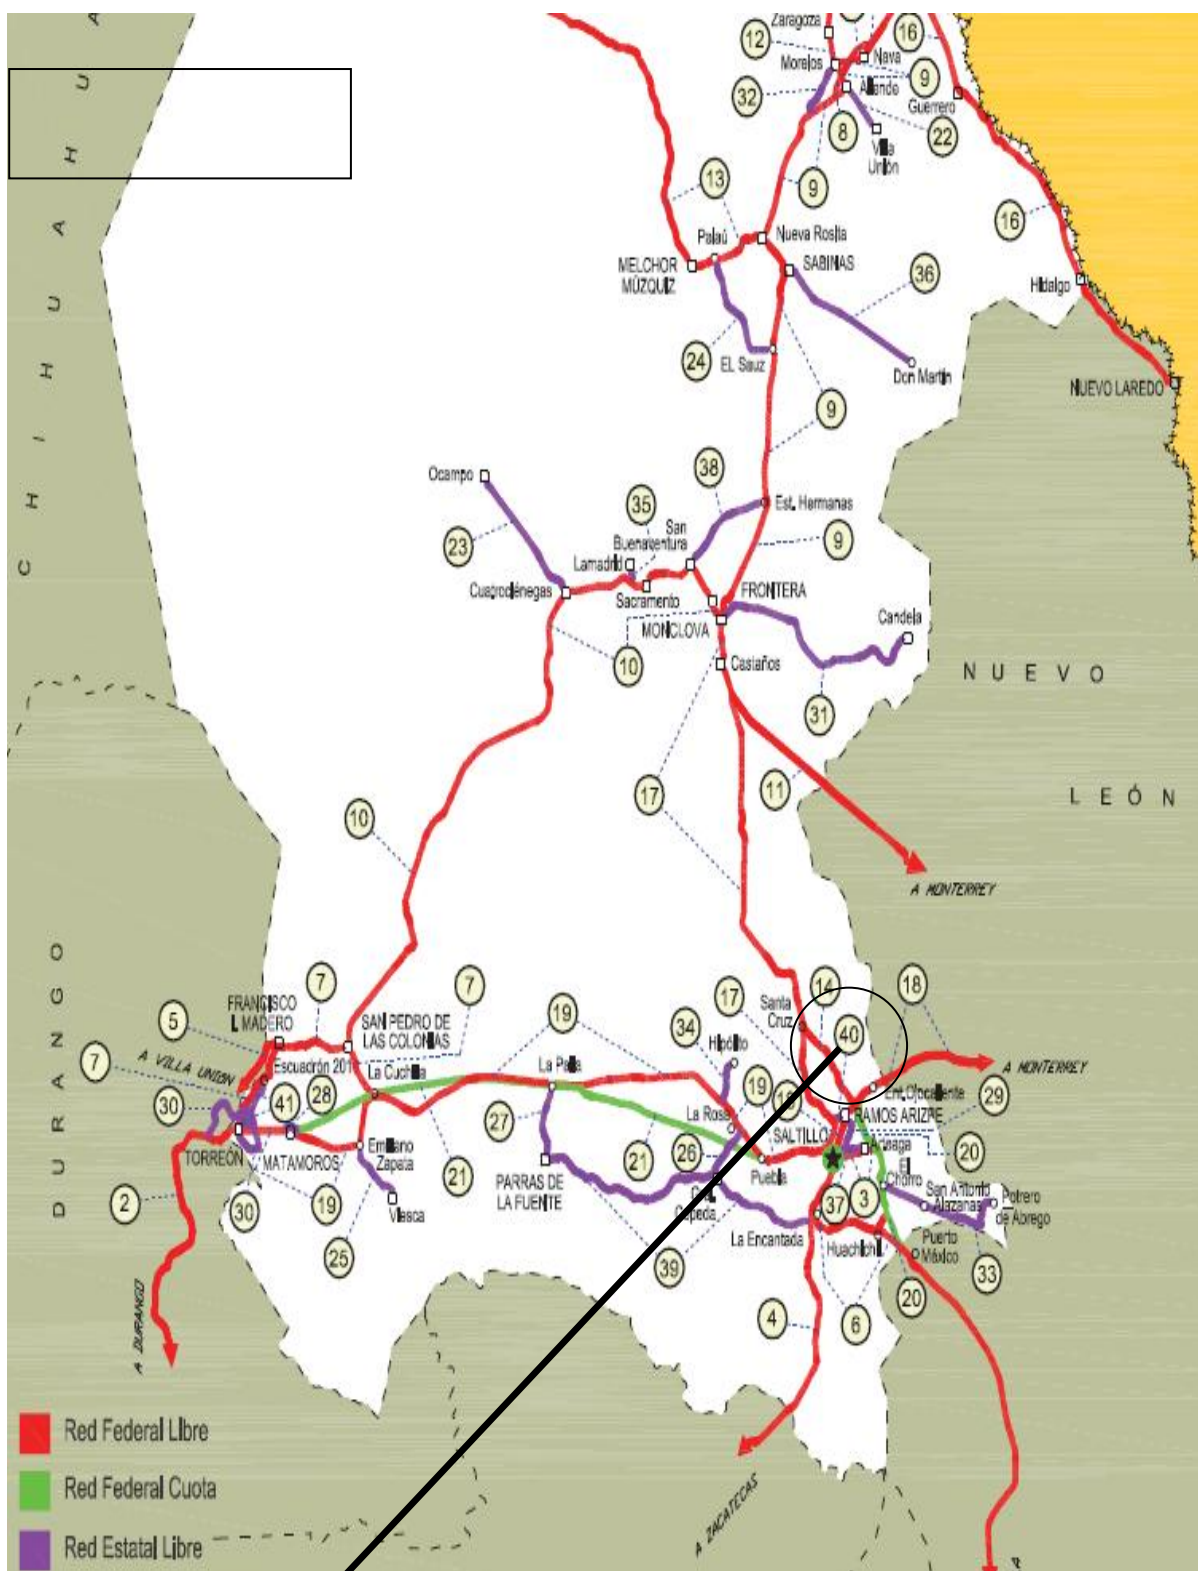 CHIHUAHUA
Zaragoza
16
12
Morelos
Nava
9
32
Allende
Guerrero
8
22
Villa
Unión
13
9
16
Palaú
Nueva Rosita
MELCHOR
MÚZQUIZ
SABINAS
36
Hidalgo
24
EL Sauz
Don Martín
NUEVO LAREDO
9
Ocampo
38
35
San
Buenaventura
Est. Hermanas
23
Lamadrid
9
Cuatrociénegas
Sacramento
FRONTERA
MONCLOVA
Candela
10
Castaños
NUEVO
31
17
11
LEÓN
10
A MONTERREY
DURANGO
FRANCISCO
I. MADERO
7
7
17
Santa
Cruz
14
18
5
SAN PEDRO DE
LAS COLONIAS
19
34
Hipólito
40
A MONTERREY
7
A VILLA UNIÓN
Escuadrón 201
La Cuchilla
La Paila
Ent. Ojocaliente
30
41
28
27
La Rosa
19
18
RAMOS ARIZPE
29
SALTILLO
TORREÓN
MATAMOROS
Emiliano
Zapata
21
PARRAS DE
LA FUENTE
21
26
Puebla
Arteaga
20
El
Chorro
2
30
19
Viesca
Gral.
Cepeda
37
3
San Antonio
Alazanas
Potrero
de Abrego
25
39
La Encantada
Huachichil
Puerto
México
33
20
4
6
A DURANGO
A ZACATECAS
Red Federal Libre
Red Federal Cuota
Red Estatal Libre